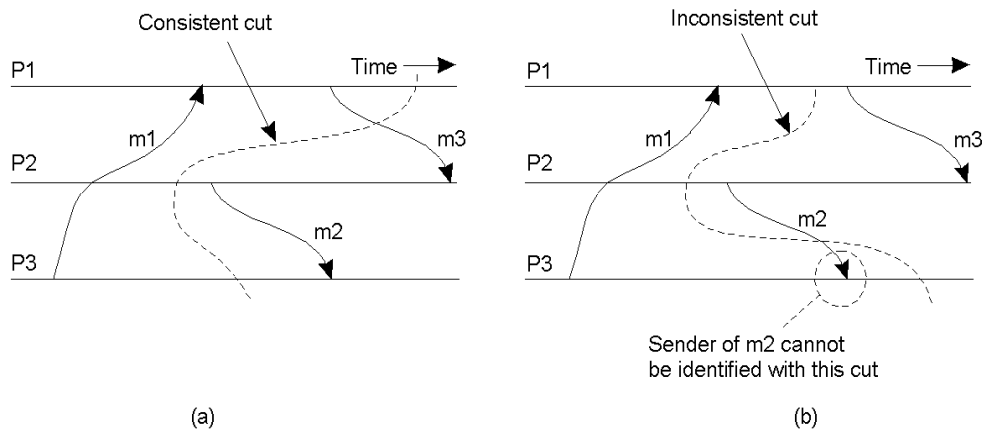 Consistent cut
P1
Time
m1
m3
P2
m2
P3
(a)
Inconsistent cut
P1
Time
m1
m3
P2
m2
P3
Sender of m2 cannot
be identified with this cut
(b)